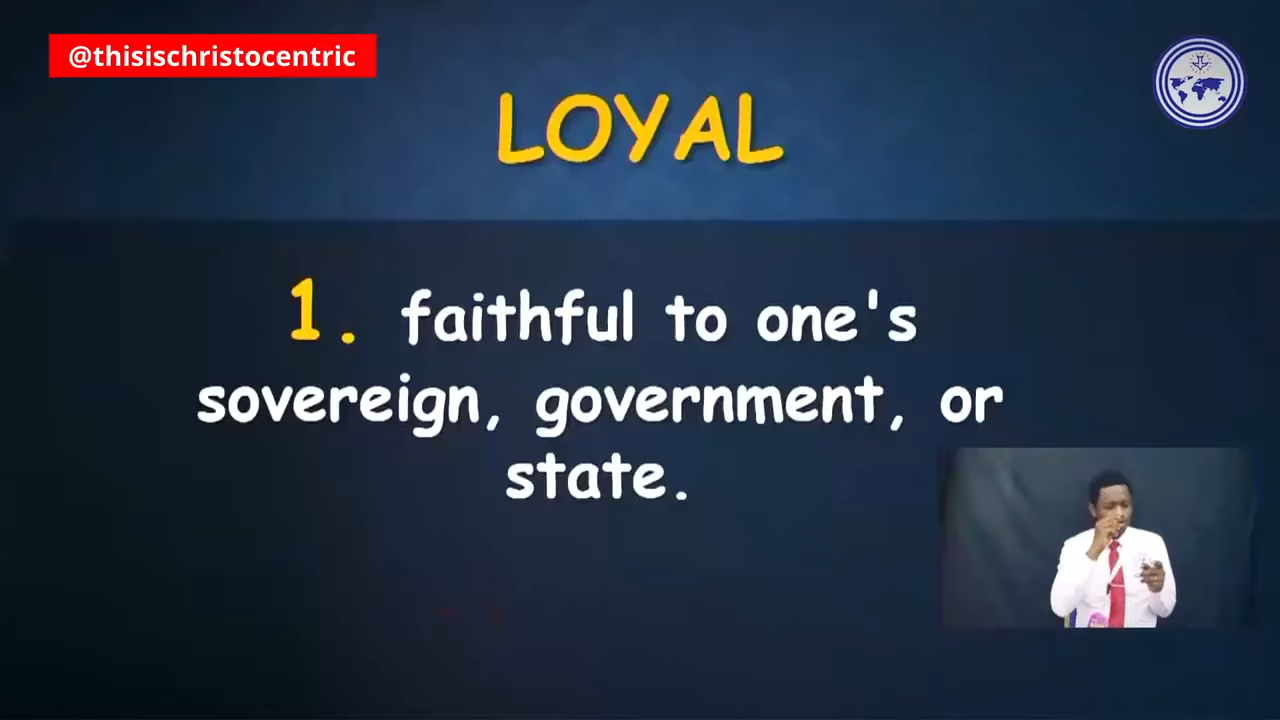 @thisischristocentric
LOYAL
1. faithful to one's
sovereign, government, or
state.